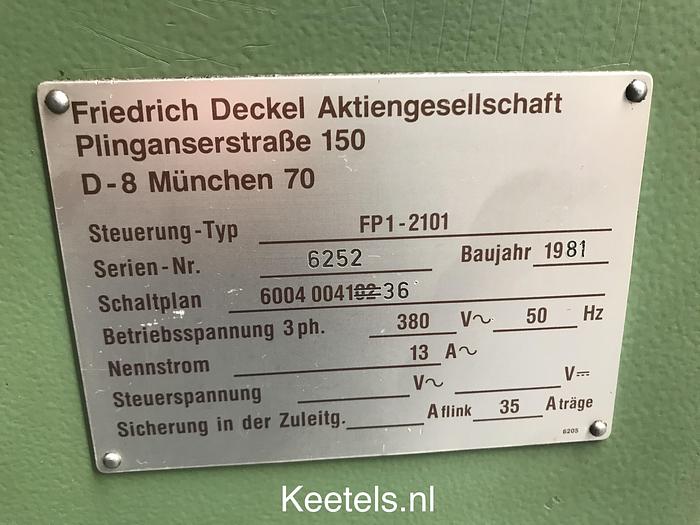 Friedrich Deckel Aktiengesellschaft
Plinganserstraße 150
D-8 München 70
Steuerung-Typ FP1-2101
Serien-Nr. 6252 Baujahr 1981
Schaltplan 6004 00410236
Betriebsspannung 3ph. 380 V~ 50 Hz
Nennstrom 13 A~
Steuerspannung V~ V⎓
Sicherung in der Zuleitg. A flink 35 A träge
6205
Keetels.nl